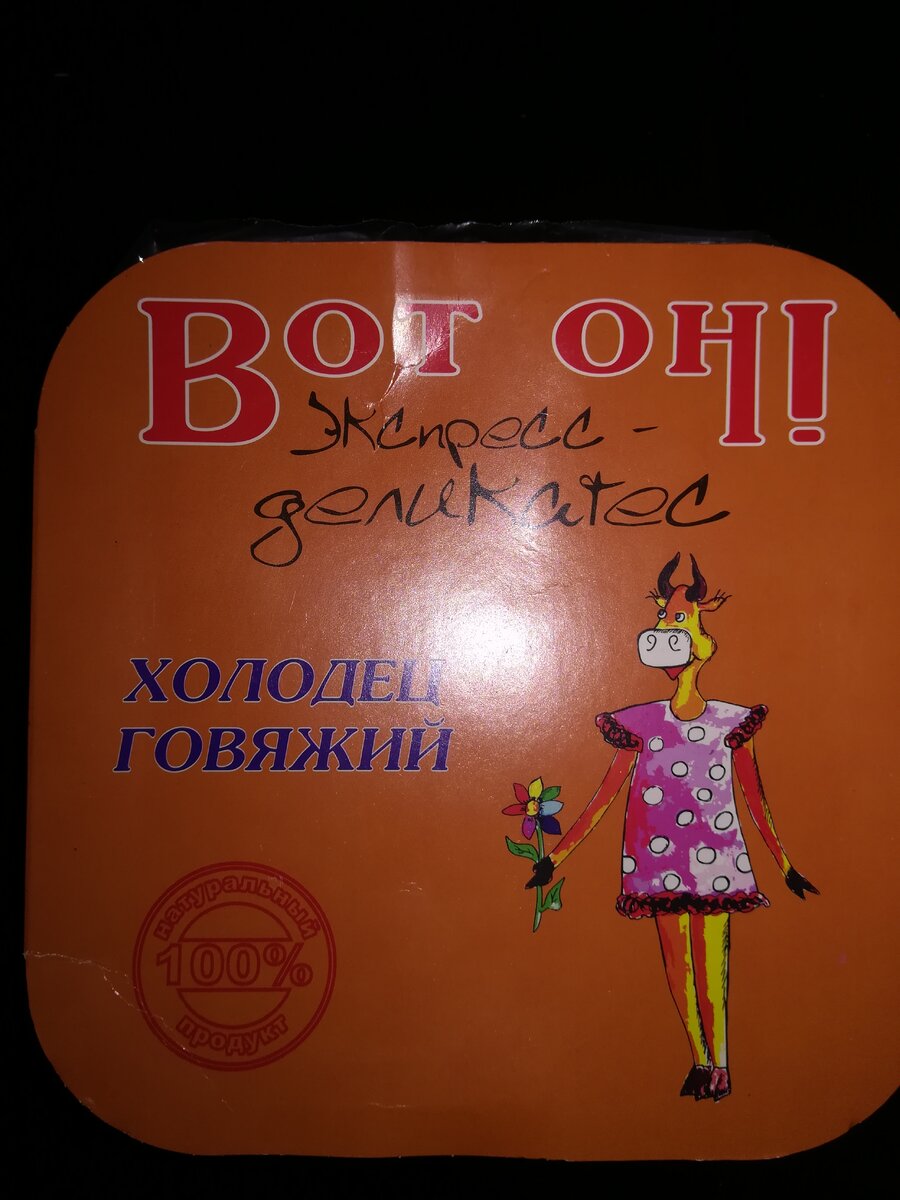 Вот он!
Экспресс -
деликатес
ХОЛОДЕЦ
ГОВЯЖИЙ
натуральный
100%
продукт